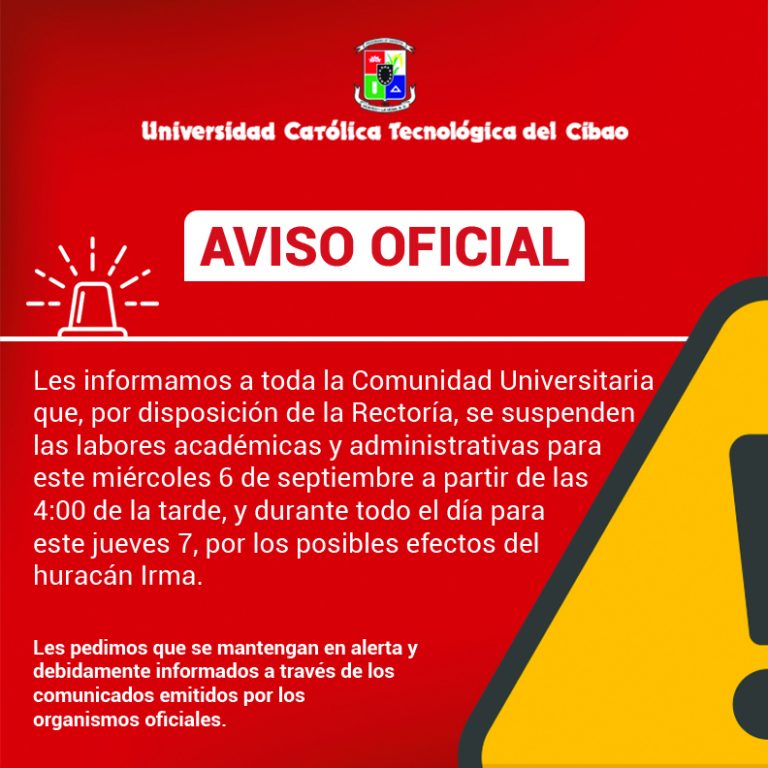 Universidad Católica Tecnológica del Cibao
AVISO OFICIAL
Les informamos a toda la Comunidad Universitaria
que, por disposición de la Rectoría, se suspenden
las labores académicas y administrativas para
este miércoles 6 de septiembre a partir de las
4:00 de la tarde, y durante todo el día para
este jueves 7, por los posibles efectos del
huracán Irma.
Les pedimos que se mantengan en alerta y
debidamente informados a través de los
comunicados emitidos por los
organismos oficiales.